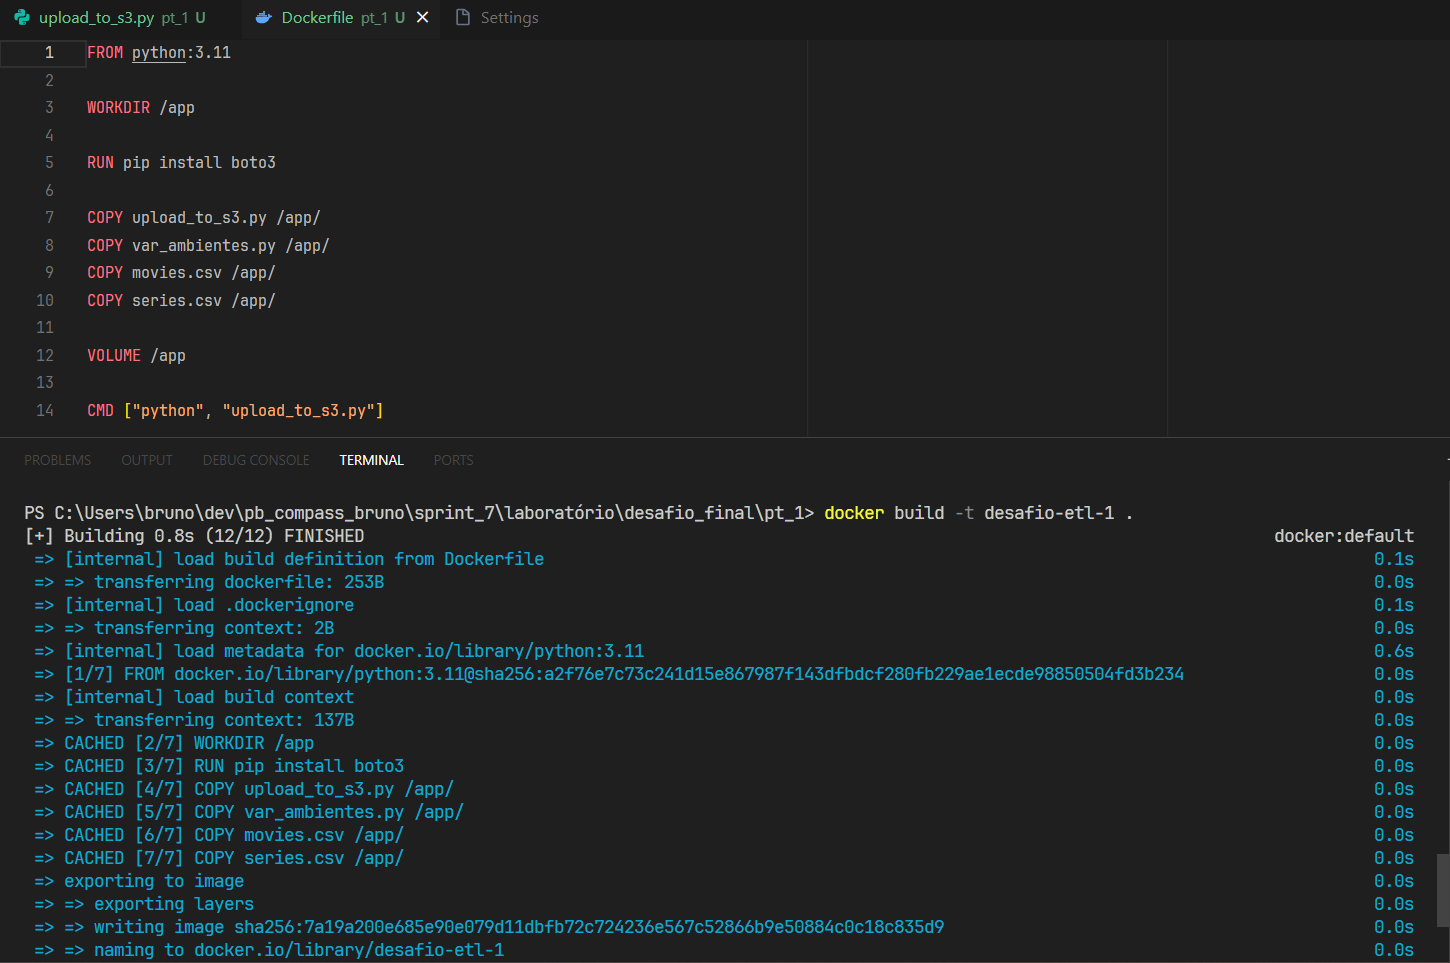 upload_to_s3.py pt_1 U Dockerfile pt_1 U Settings
1 FROM python:3.11
2
3 WORKDIR /app
4
5 RUN pip install boto3
6
7 COPY upload_to_s3.py /app/
8 COPY var_ambientes.py /app/
9 COPY movies.csv /app/
10 COPY series.csv /app/
11
12 VOLUME /app
13
14 CMD ["python", "upload_to_s3.py"]
PROBLEMS OUTPUT DEBUG CONSOLE TERMINAL PORTS
PS C:\Users\bruno\dev\pb_compass_bruno\sprint_7\laboratório\desafio_final\pt_1> docker build -t desafio-etl-1 .
[+] Building 0.8s (12/12) FINISHED docker:default
=> [internal] load build definition from Dockerfile 0.1s
=> => transferring dockerfile: 253B 0.0s
=> [internal] load .dockerignore 0.1s
=> => transferring context: 2B 0.0s
=> [internal] load metadata for docker.io/library/python:3.11 0.6s
=> [1/7] FROM docker.io/library/python:3.11@sha256:a2f76e7c73c241d15e867987f143dfbdcf280fb229ae1ecde98850504fd3b234 0.0s
=> [internal] load build context 0.0s
=> => transferring context: 137B 0.0s
=> CACHED [2/7] WORKDIR /app 0.0s
=> CACHED [3/7] RUN pip install boto3 0.0s
=> CACHED [4/7] COPY upload_to_s3.py /app/ 0.0s
=> CACHED [5/7] COPY var_ambientes.py /app/ 0.0s
=> CACHED [6/7] COPY movies.csv /app/ 0.0s
=> CACHED [7/7] COPY series.csv /app/ 0.0s
=> exporting to image 0.0s
=> => exporting layers 0.0s
=> => writing image sha256:7a19a200e685e90e079d11dbfb72c724236e567c52866b9e50884c0c18c835d9 0.0s
=> => naming to docker.io/library/desafio-etl-1 0.0s